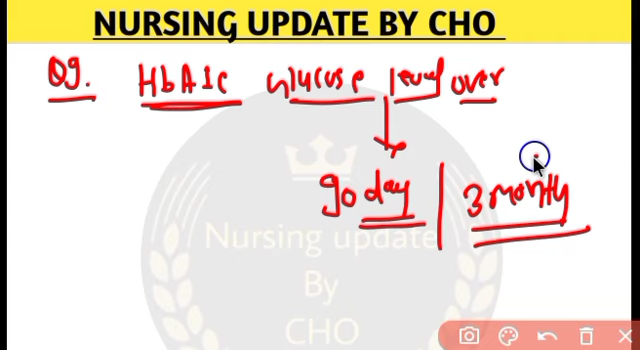 NURSING UPDATE BY CHO
Q9. HbA1c Glucose level over
90 day | 3 month
Nursing update
By
CHO